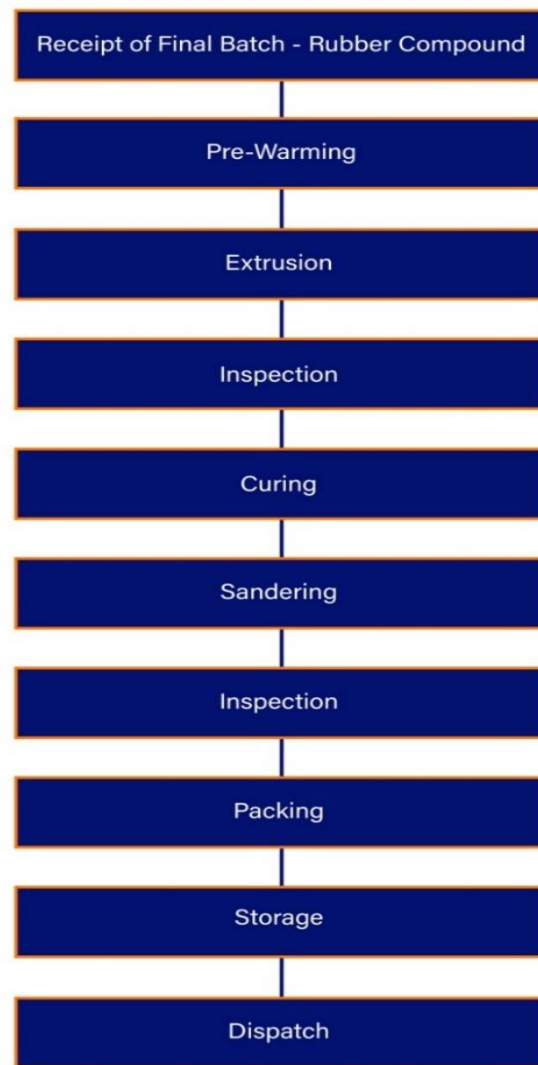 Receipt of Final Batch - Rubber Compound
Pre-Warming
Extrusion
Inspection
Curing
Sandering
Inspection
Packing
Storage
Dispatch